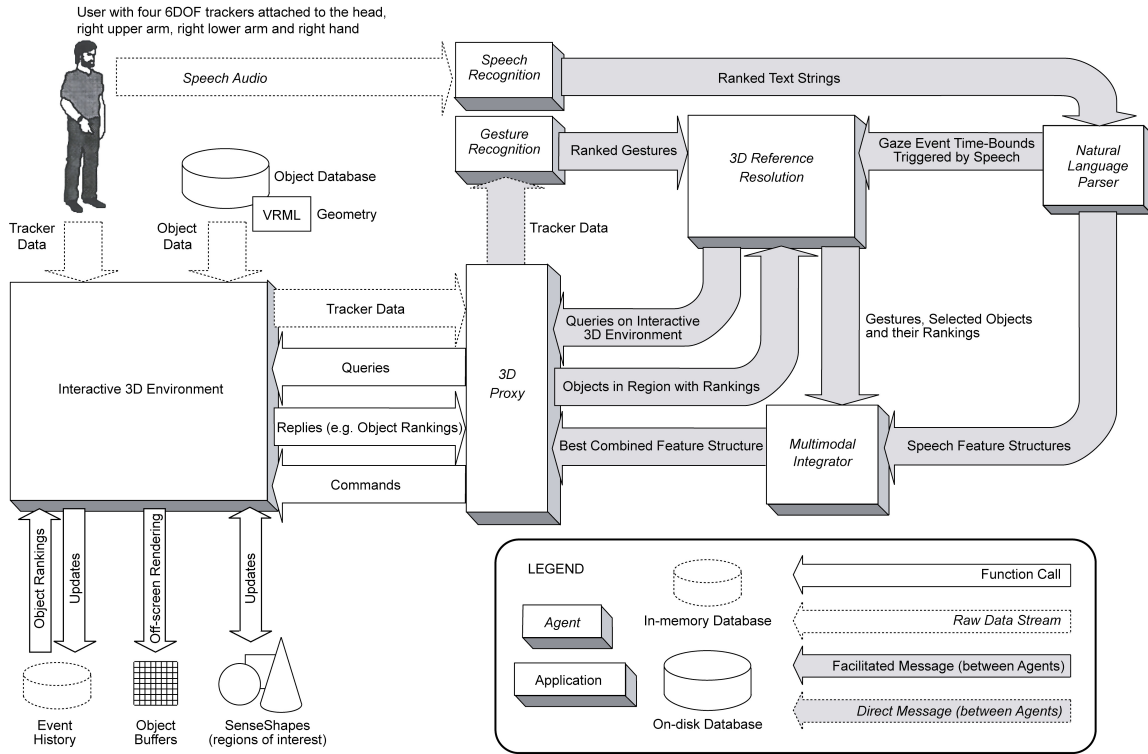 User with four 6DOF trackers attached to the head,
right upper arm, right lower arm and right hand
Speech Audio
Speech
Recognition
Ranked Text Strings
Gesture
Recognition
Ranked Gestures
3D Reference
Resolution
Gaze Event Time-Bounds
Triggered by Speech
Natural
Language
Parser
Object Database
VRML
Geometry
Tracker
Data
Object
Data
Tracker Data
Interactive 3D Environment
Tracker Data
Queries
Replies (e.g. Object Rankings)
Commands
3D
Proxy
Queries on Interactive
3D Environment
Objects in Region with Rankings
Best Combined Feature Structure
Gestures, Selected Objects
and their Rankings
Multimodal
Integrator
Speech Feature Structures
Object Rankings
Updates
Off-screen Rendering
Updates
Event
History
Object
Buffers
SenseShapes
(regions of interest)
LEGEND
Agent
Application
In-memory Database
On-disk Database
Function Call
Raw Data Stream
Facilitated Message (between Agents)
Direct Message (between Agents)